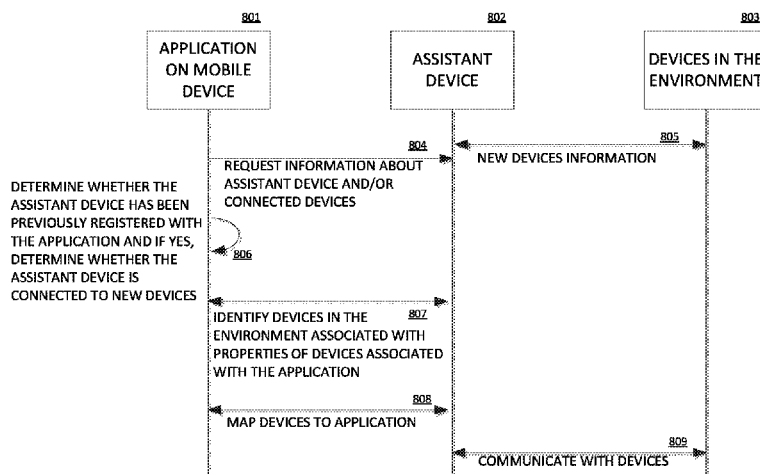 801
802
803
APPLICATION
ON MOBILE
DEVICE
ASSISTANT
DEVICE
DEVICES IN THE
ENVIRONMENT
804
805
REQUEST INFORMATION ABOUT
ASSISTANT DEVICE AND/OR
CONNECTED DEVICES
NEW DEVICES INFORMATION
DETERMINE WHETHER THE
ASSISTANT DEVICE HAS BEEN
PREVIOUSLY REGISTERED WITH
THE APPLICATION AND IF YES,
DETERMINE WHETHER THE
ASSISTANT DEVICE IS
CONNECTED TO NEW DEVICES
806
807
IDENTIFY DEVICES IN THE
ENVIRONMENT ASSOCIATED WITH
PROPERTIES OF DEVICES ASSOCIATED
WITH THE APPLICATION
808
MAP DEVICES TO APPLICATION
809
COMMUNICATE WITH DEVICES